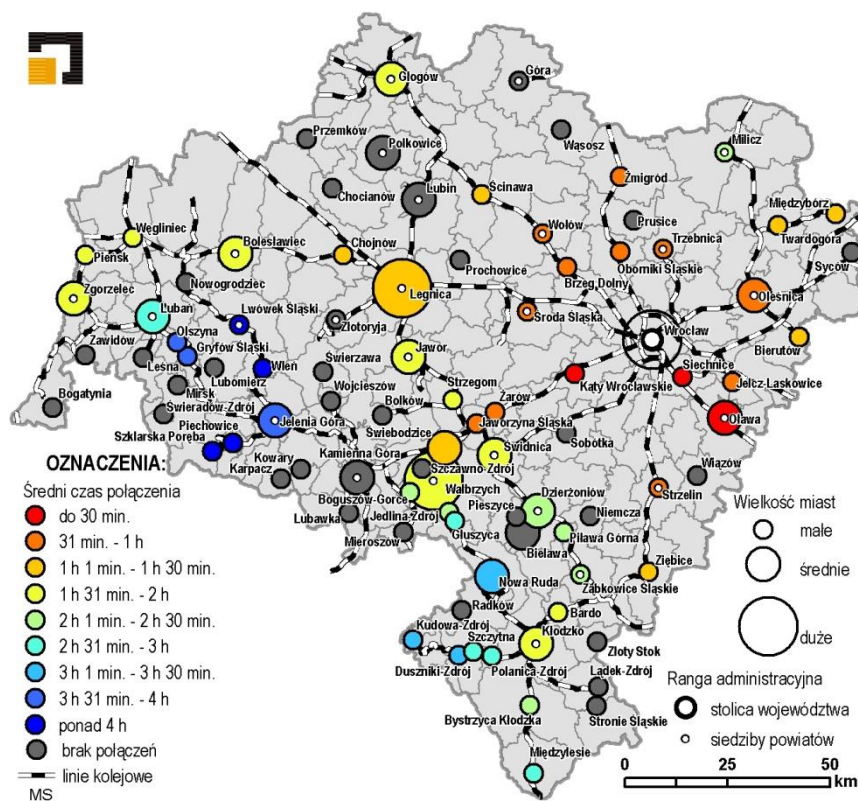 Głogów
Góra
Przemków
Polkowice
Wąsosz
Milicz
Żmigród
Chocianów
Lubin
Ścinawa
Międzybórz
Węgliniec
Wołów
Prusice
Trzebnica
Twardogóra
Pieńsk
Bolesławiec
Chojnów
Syców
Zgorzelec
Nowogrodziec
Prochowice
Brzeg Dolny
Oborniki Śląskie
Legnica
Oleśnica
Lubań
Lwówek Śląski
Złotoryja
Środa Śląska
Wrocław
Zawidów
Olszyna
Gryfów Śląski
Bierutów
Leśna
Wleń
Świerzawa
Jawor
Siechnice
Lubomierz
Żarów
Kąty Wrocławskie
Jelcz-Laskowice
Bogatynia
Mirsk
Wojcieszów
Strzegom
Świeradów-Zdrój
Bolków
Oława
Piechowice
Jelenia Góra
Jaworzyna Śląska
Szklarska Poręba
Świebodzice
Sobótka
Kamienna Góra
Świdnica
OZNACZENIA:
Kowary
Szczawno-Zdrój
Wiązów
Karpacz
Wałbrzych
Średni czas połączenia
Boguszów-Gorce
Dzierżoniów
Strzelin
Wielkość miast
do 30 min.
Lubawka
Jedlina-Zdrój
Pieszyce
Niemcza
małe
31 min. - 1 h
Mieroszów
Głuszyca
Piława Górna
Bielawa
średnie
1 h 1 min. - 1 h 30 min.
Ziębice
1 h 31 min. - 2 h
Nowa Ruda
Ząbkowice Śląskie
2 h 1 min. - 2 h 30 min.
Radków
Bardo
duże
2 h 31 min. - 3 h
Kudowa-Zdrój
Kłodzko
Szczytna
Złoty Stok
3 h 1 min. - 3 h 30 min.
Duszniki-Zdrój
Polanica-Zdrój
Lądek-Zdrój
Ranga administracyjna
3 h 31 min. - 4 h
stolica województwa
ponad 4 h
Bystrzyca Kłodzka
Stronie Śląskie
siedziby powiatów
brak połączeń
Międzylesie
linie kolejowe
0 25 50
km
MS